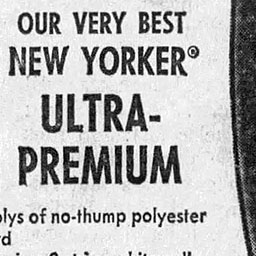 OUR VERY BEST
NEW YORKER®
ULTRA-
PREMIUM
plys of no-thump polyester